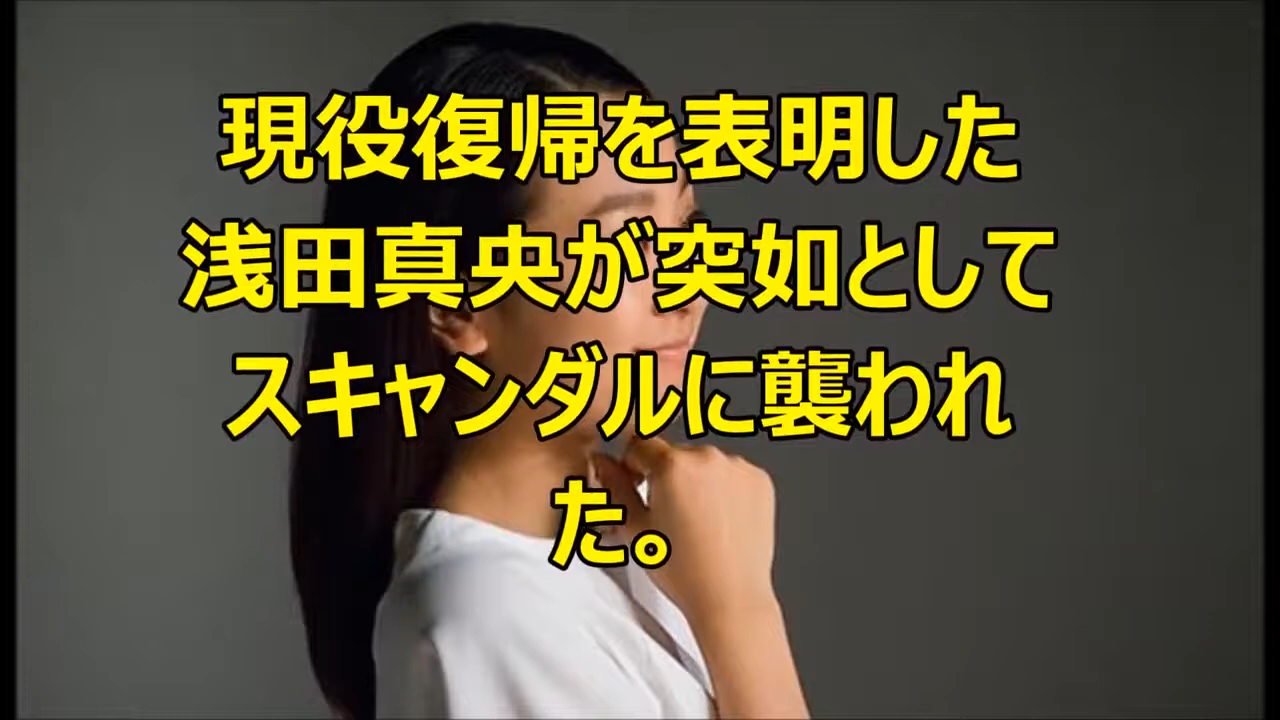 現役復帰を表明した
浅田真央が突如として
スキャンダルに襲われ
た。